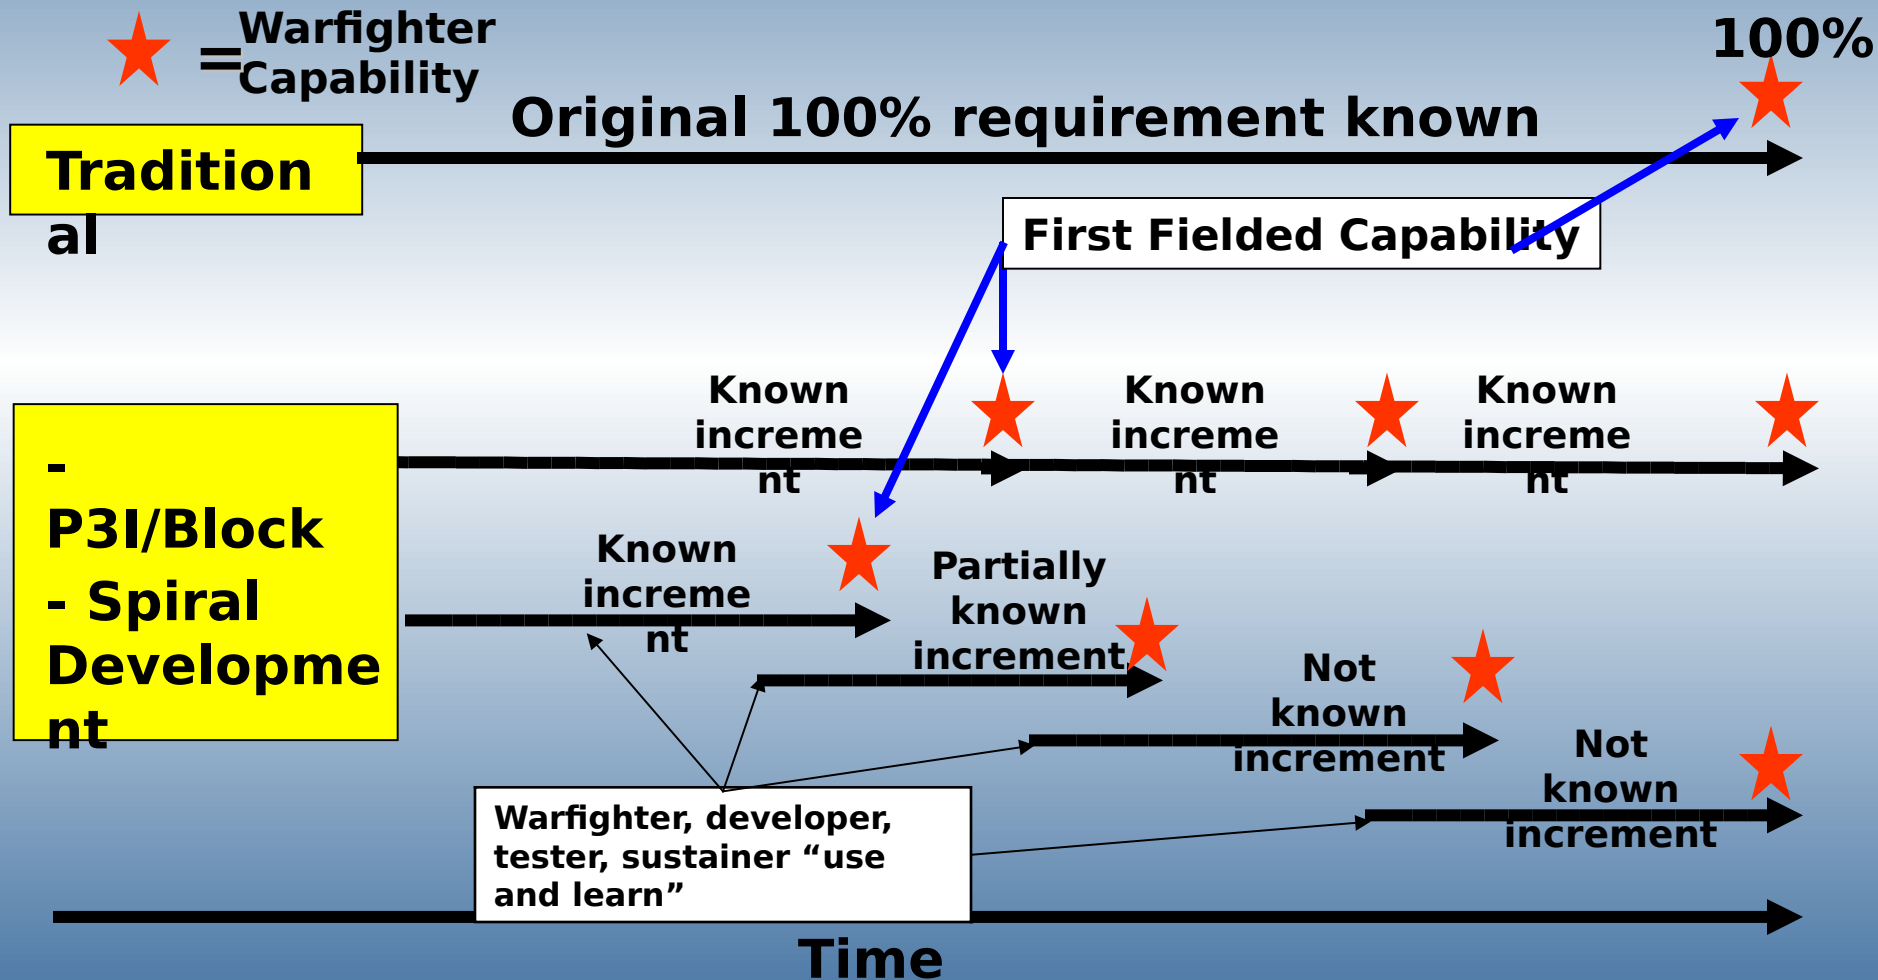 = Warfighter
Capability
100%
Original 100% requirement known
Tradition
al
First Fielded Capability
Known
increme
nt
Known
increme
nt
Known
increme
nt
-
P3I/Block
- Spiral
Developme
nt
Known
increme
nt
Partially
known
increment
Not
known
increment
Not
known
increment
Warfighter, developer,
tester, sustainer “use
and learn”
Time